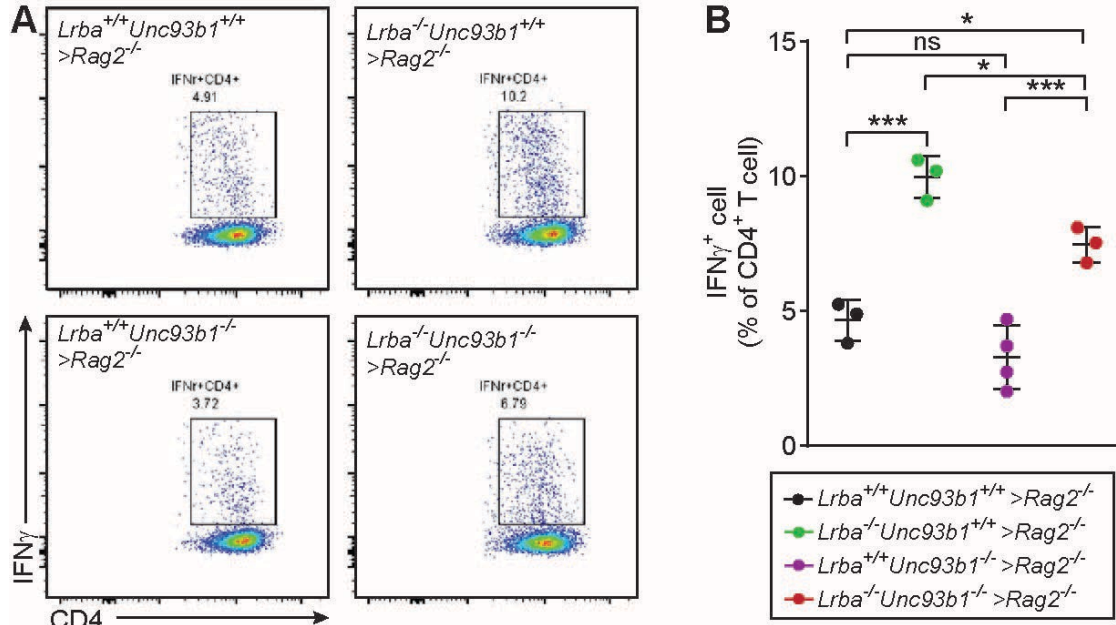 A
Lrba+/+Unc93b1+/+
>Rag2-/-
IFNr+CD4+
4.91
Lrba-/-Unc93b1+/+
>Rag2-/-
IFNr+CD4+
10.2
Lrba+/+Unc93b1-/-
>Rag2-/-
IFNr+CD4+
3.72
Lrba-/-Unc93b1-/-
>Rag2-/-
IFNr+CD4+
6.79
IFNγ
CD4
B
*
ns
*
***
***
15
10
5
0
IFNγ+ cell
(% of CD4+ T cell)
Lrba+/+Unc93b1+/+ >Rag2-/-
Lrba-/-Unc93b1+/+ >Rag2-/-
Lrba+/+Unc93b1-/- >Rag2-/-
Lrba-/-Unc93b1-/- >Rag2-/-